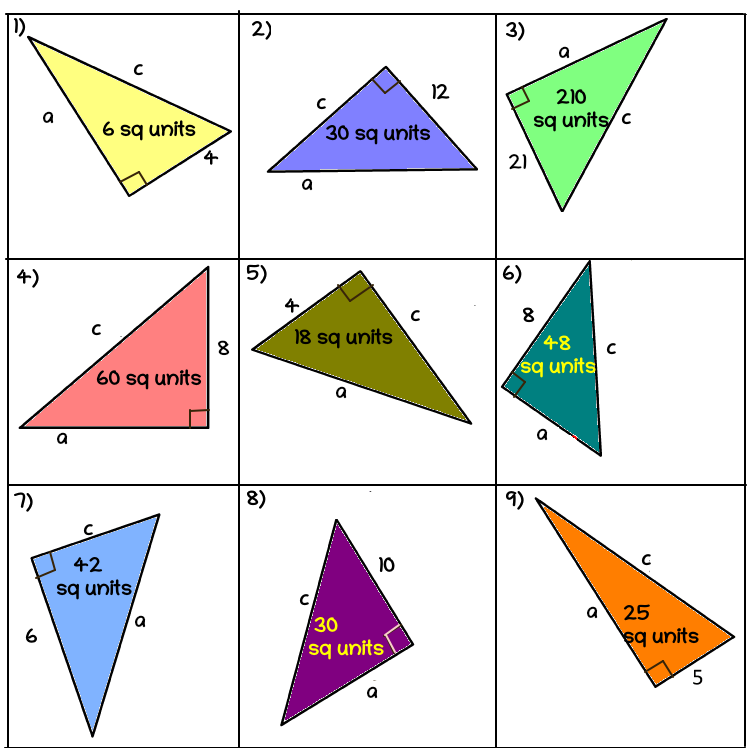 1)
c
a
6 sq units
4
2)
c
12
30 sq units
a
3)
a
210
sq units
c
21
4)
c
8
60 sq units
a
5)
4
c
18 sq units
a
6)
8
48
sq units
c
a
7)
c
42
sq units
6
a
8)
10
c
30
sq units
a
9)
c
a
25
sq units
5